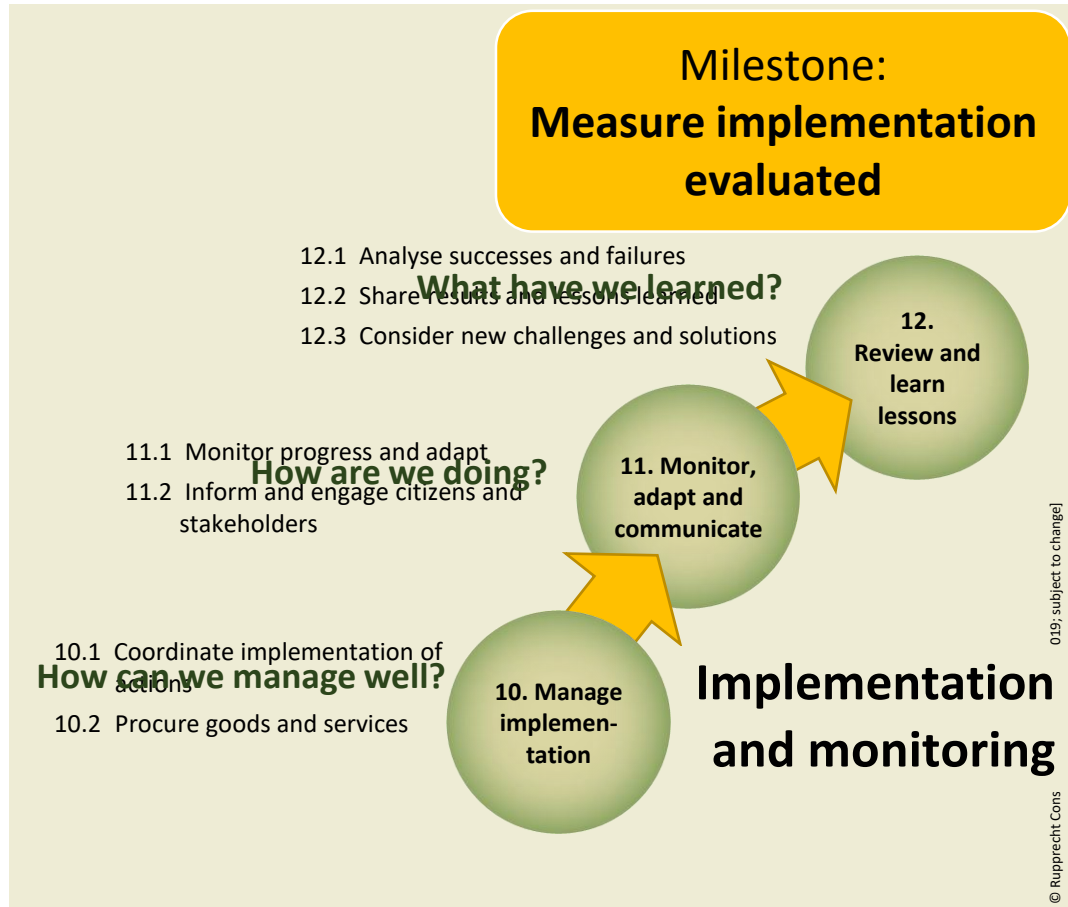 Milestone:
Measure implementation
evaluated
12.1 Analyse successes and failures
What have we learned?
12.2 Share results and lessons learned
12.3 Consider new challenges and solutions
12.
Review and
learn
lessons
11.1 Monitor progress and adapt
How are we doing?
11.2 Inform and engage citizens and
stakeholders
11. Monitor,
adapt and
communicate
10.1 Coordinate implementation of
actions
How can we manage well?
10.2 Procure goods and services
10. Manage
implemen-
tation
Implementation
and monitoring
© Rupprecht Cons
019; subject to change]